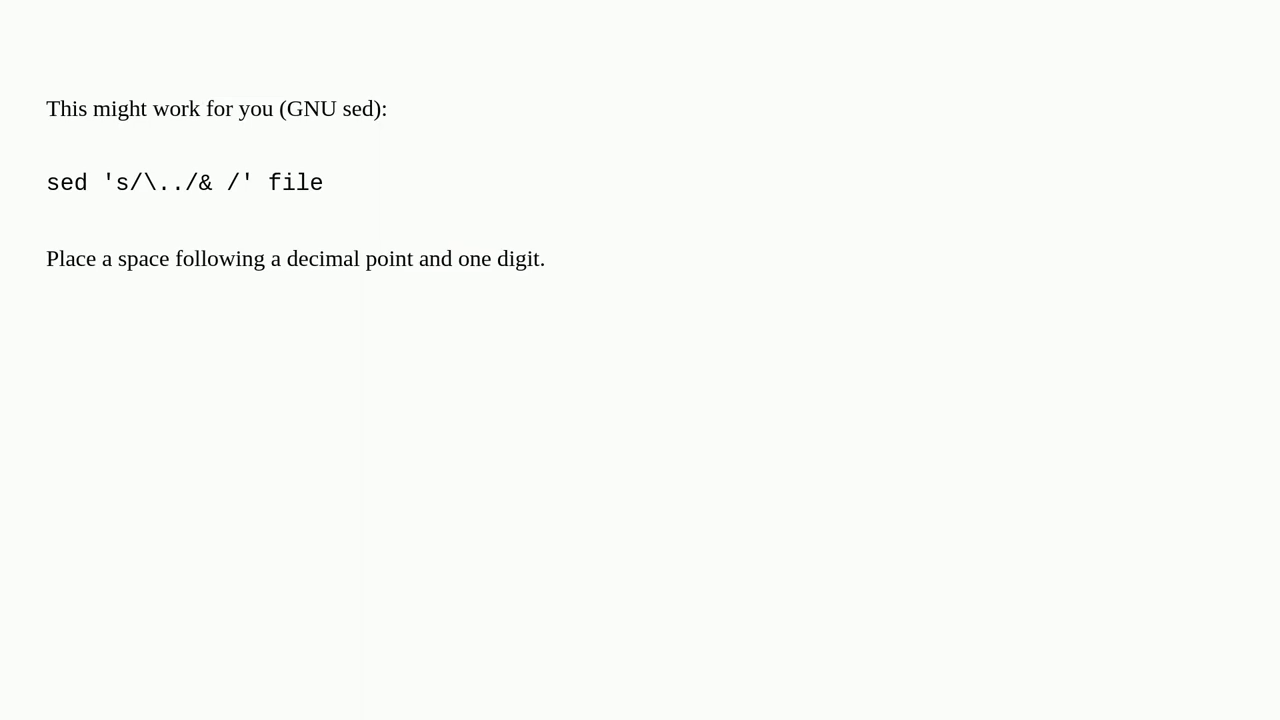 This might work for you (GNU sed):
sed 's/\../& /' file
Place a space following a decimal point and one digit.